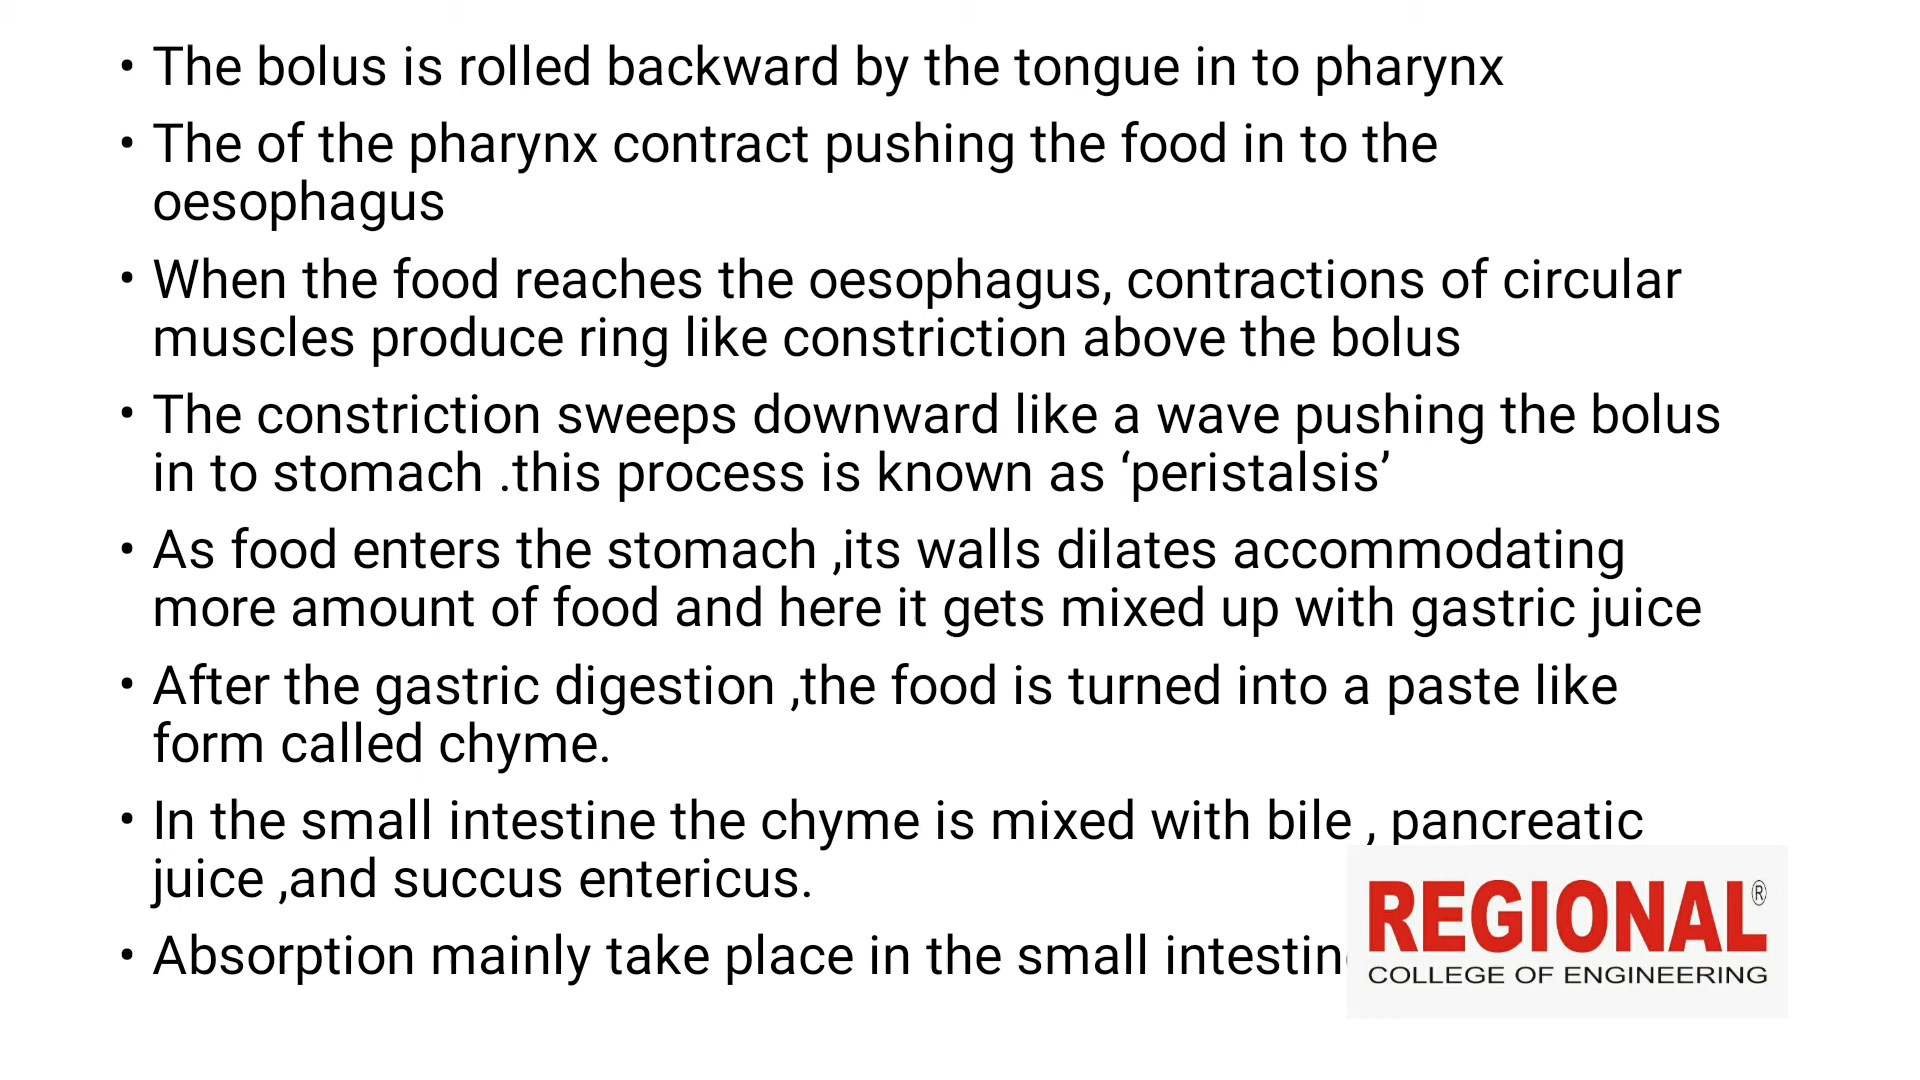 • The bolus is rolled backward by the tongue in to pharynx
• The of the pharynx contract pushing the food in to the
oesophagus
• When the food reaches the oesophagus, contractions of circular
muscles produce ring like constriction above the bolus
• The constriction sweeps downward like a wave pushing the bolus
in to stomach .this process is known as ‘peristalsis’
• As food enters the stomach ,its walls dilates accommodating
more amount of food and here it gets mixed up with gastric juice
• After the gastric digestion ,the food is turned into a paste like
form called chyme.
• In the small intestine the chyme is mixed with bile , pancreatic
juice ,and succus entericus.
• Absorption mainly take place in the small
REGIONAL®
COLLEGE OF ENGINEERING